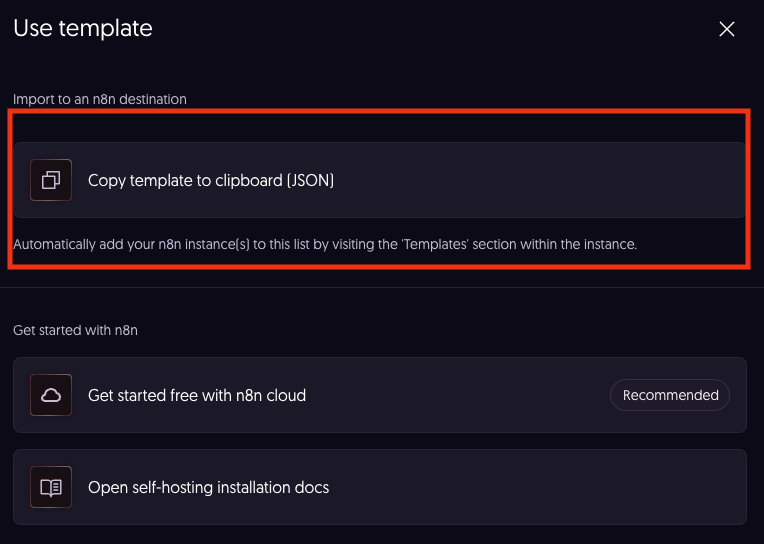 Use template
Import to an n8n destination
Copy template to clipboard (JSON)
Automatically add your n8n instance(s) to this list by visiting the 'Templates' section within the instance.
Get started with n8n
Get started free with n8n cloud
Recommended
Open self-hosting installation docs